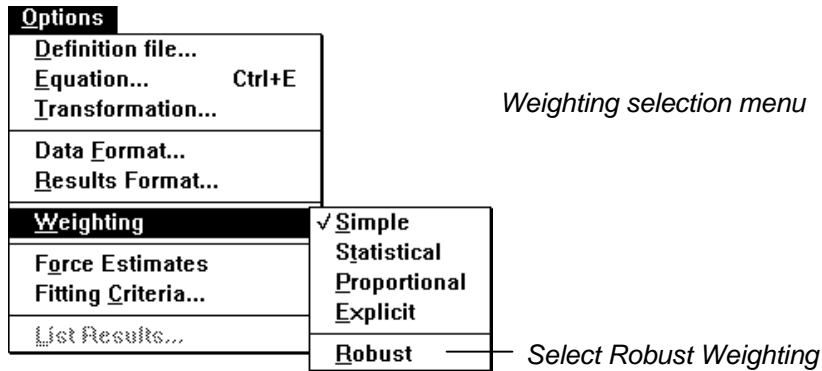 Options
Definition file...
Equation... Ctrl+E
Transformation...
Weighting selection menu
Data Format...
Results Format...
Weighting
√ Simple
Statistical
Proportional
Explicit
Robust
Select Robust Weighting
Force Estimates
Fitting Criteria...
List Results...